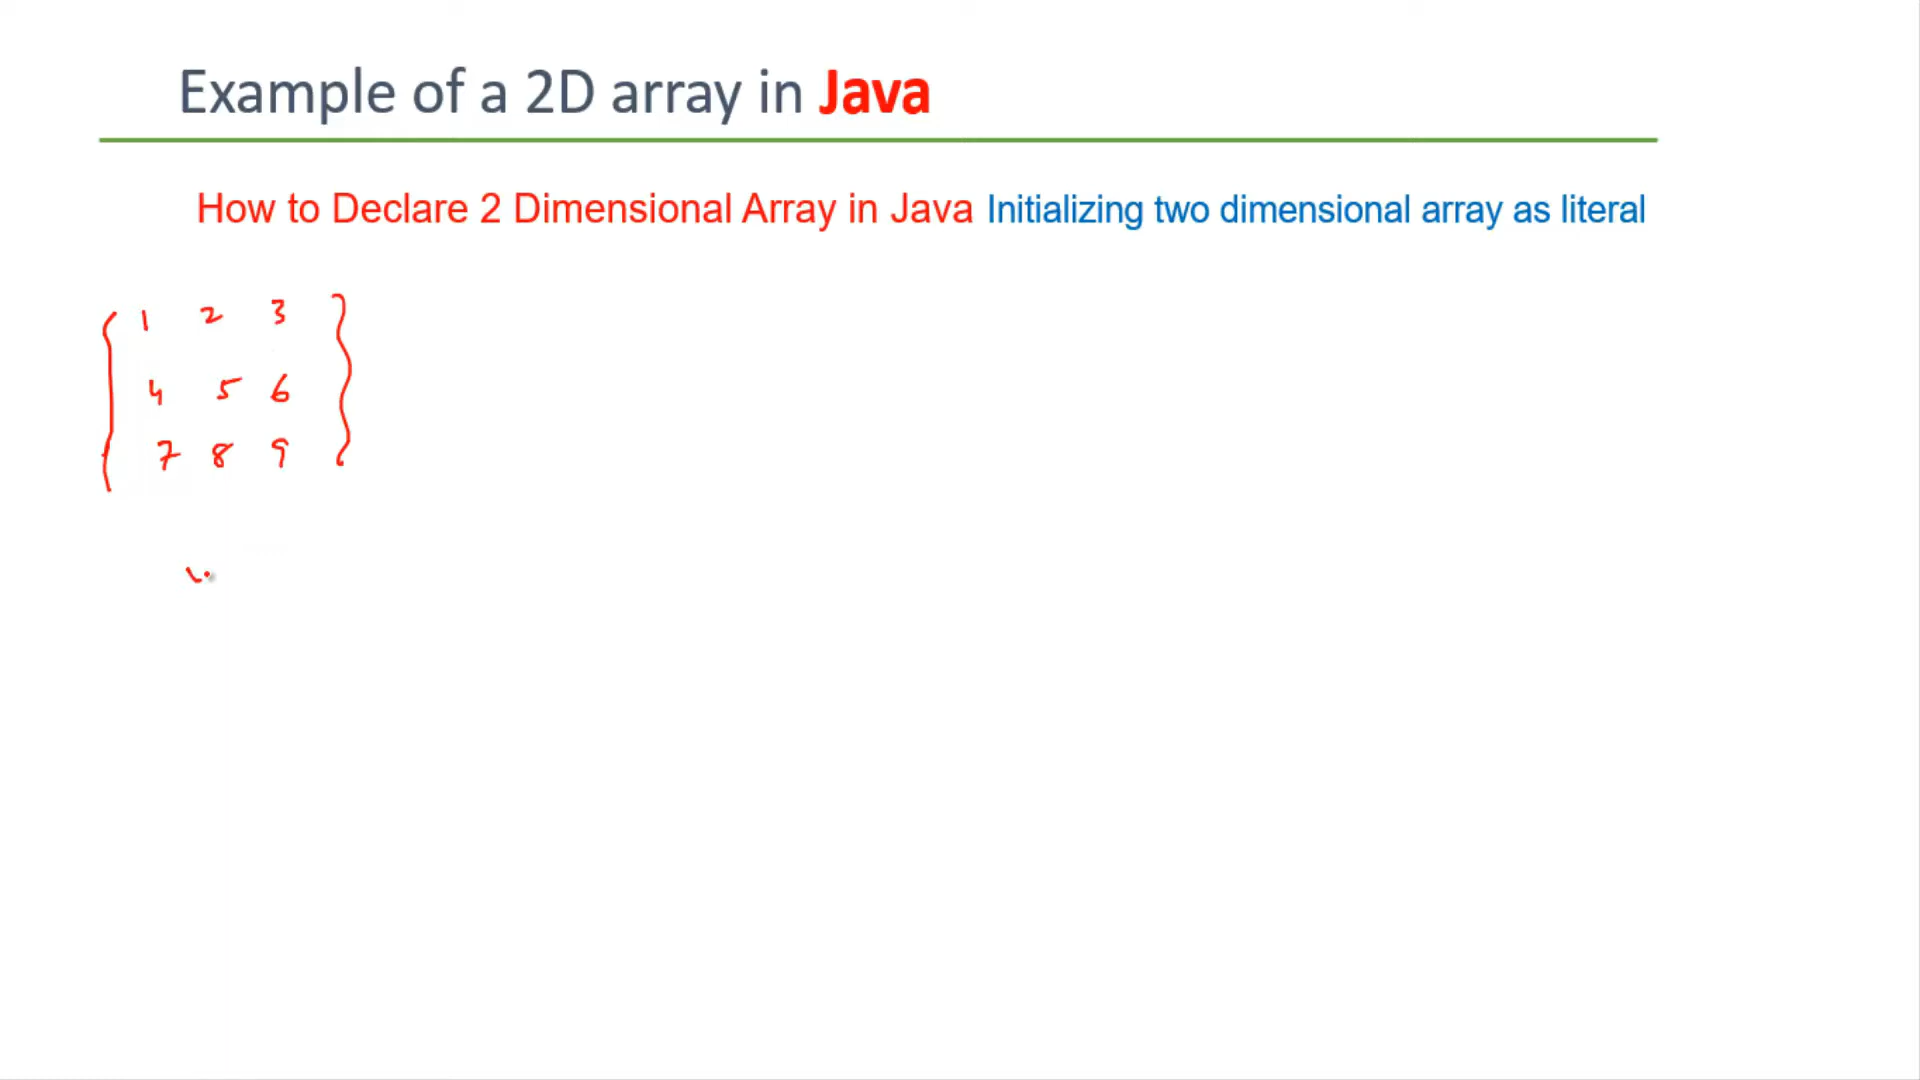 Example of a 2D array in Java
How to Declare 2 Dimensional Array in Java Initializing two dimensional array as literal
{ 1 2 3 }
4 5 6
7 8 9